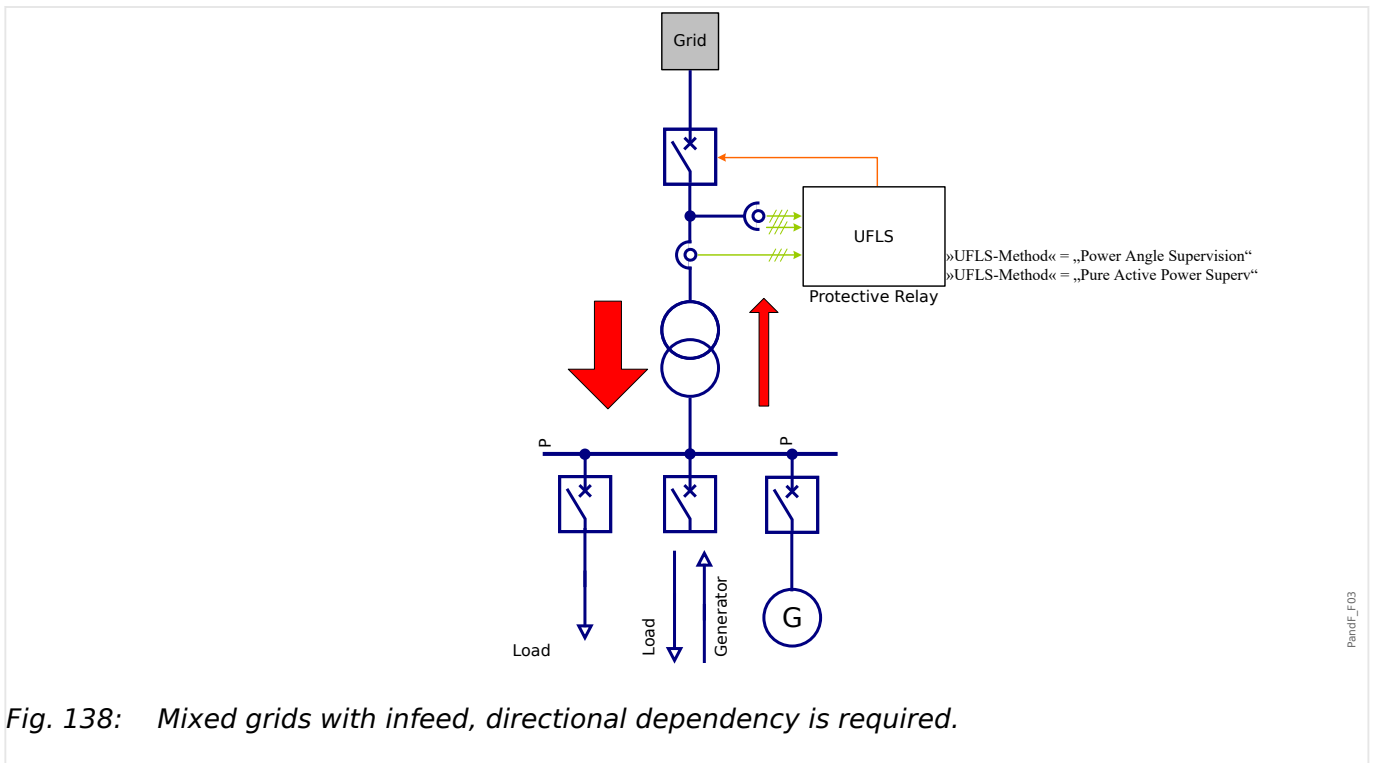 Grid
UFLS
»UFLS-Method« = „Power Angle Supervision“
»UFLS-Method« = „Pure Active Power Superv“
Protective Relay
P
P
Load
Load
Generator
G
PandF_F03
Fig. 138: Mixed grids with infeed, directional dependency is required.